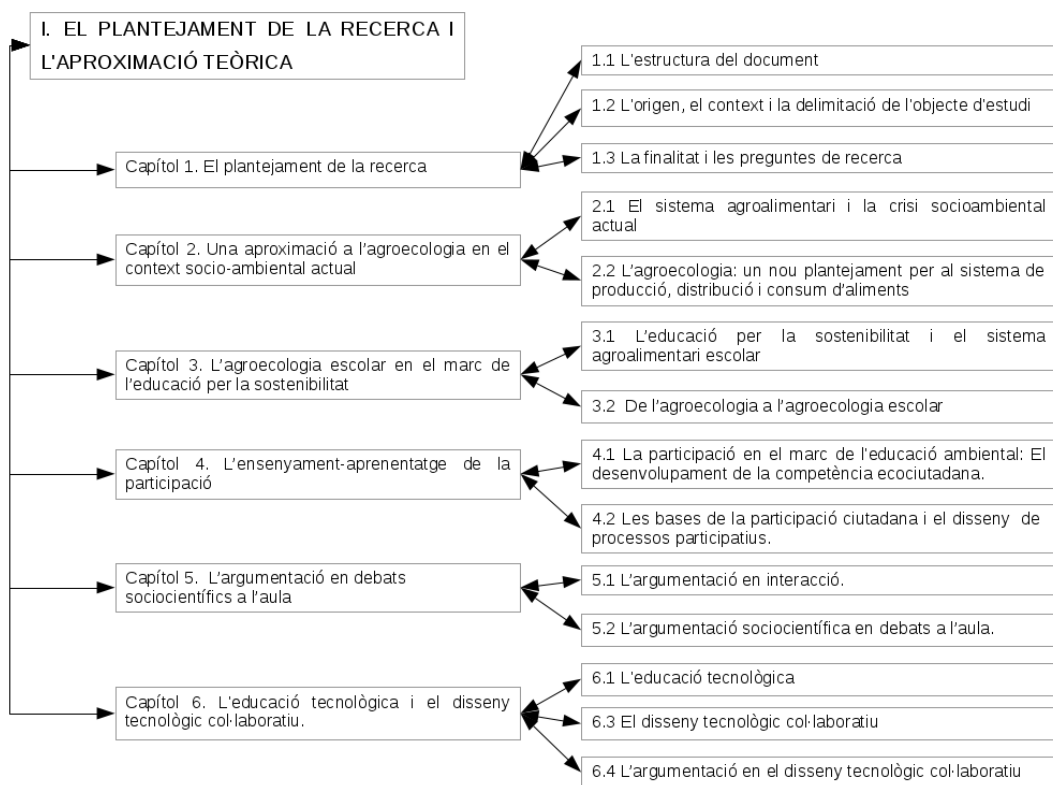 I. EL PLANTEJAMENT DE LA RECERCA I
L'APROXIMACIÓ TEÒRICA
Capítol 1. El plantejament de la recerca
1.1 L'estructura del document
1.2 L'origen, el context i la delimitació de l'objecte d'estudi
1.3 La finalitat i les preguntes de recerca
Capítol 2. Una aproximació a l'agroecologia en el
context socio-ambiental actual
2.1 El sistema agroalimentari i la crisi socioambiental
actual
2.2 L'agroecologia: un nou plantejament per al sistema de
producció, distribució i consum d'aliments
Capítol 3. L'agroecologia escolar en el marc de
l'educació per la sostenibilitat
3.1 L'educació per la sostenibilitat i el sistema
agroalimentari escolar
3.2 De l'agroecologia a l'agroecologia escolar
Capítol 4. L'ensenyament-aprenentatge de la
participació
4.1 La participació en el marc de l'educació ambiental: El
desenvolupament de la competència ecociutadana.
4.2 Les bases de la participació ciutadana i el disseny de
processos participatius.
Capítol 5. L'argumentació en debats
sociocientífics a l'aula
5.1 L'argumentació en interacció.
5.2 L'argumentació sociocientífica en debats a l'aula.
Capítol 6. L'educació tecnològica i el disseny
tecnològic col·laboratiu.
6.1 L'educació tecnològica
6.3 El disseny tecnològic col·laboratiu
6.4 L'argumentació en el disseny tecnològic col·laboratiu